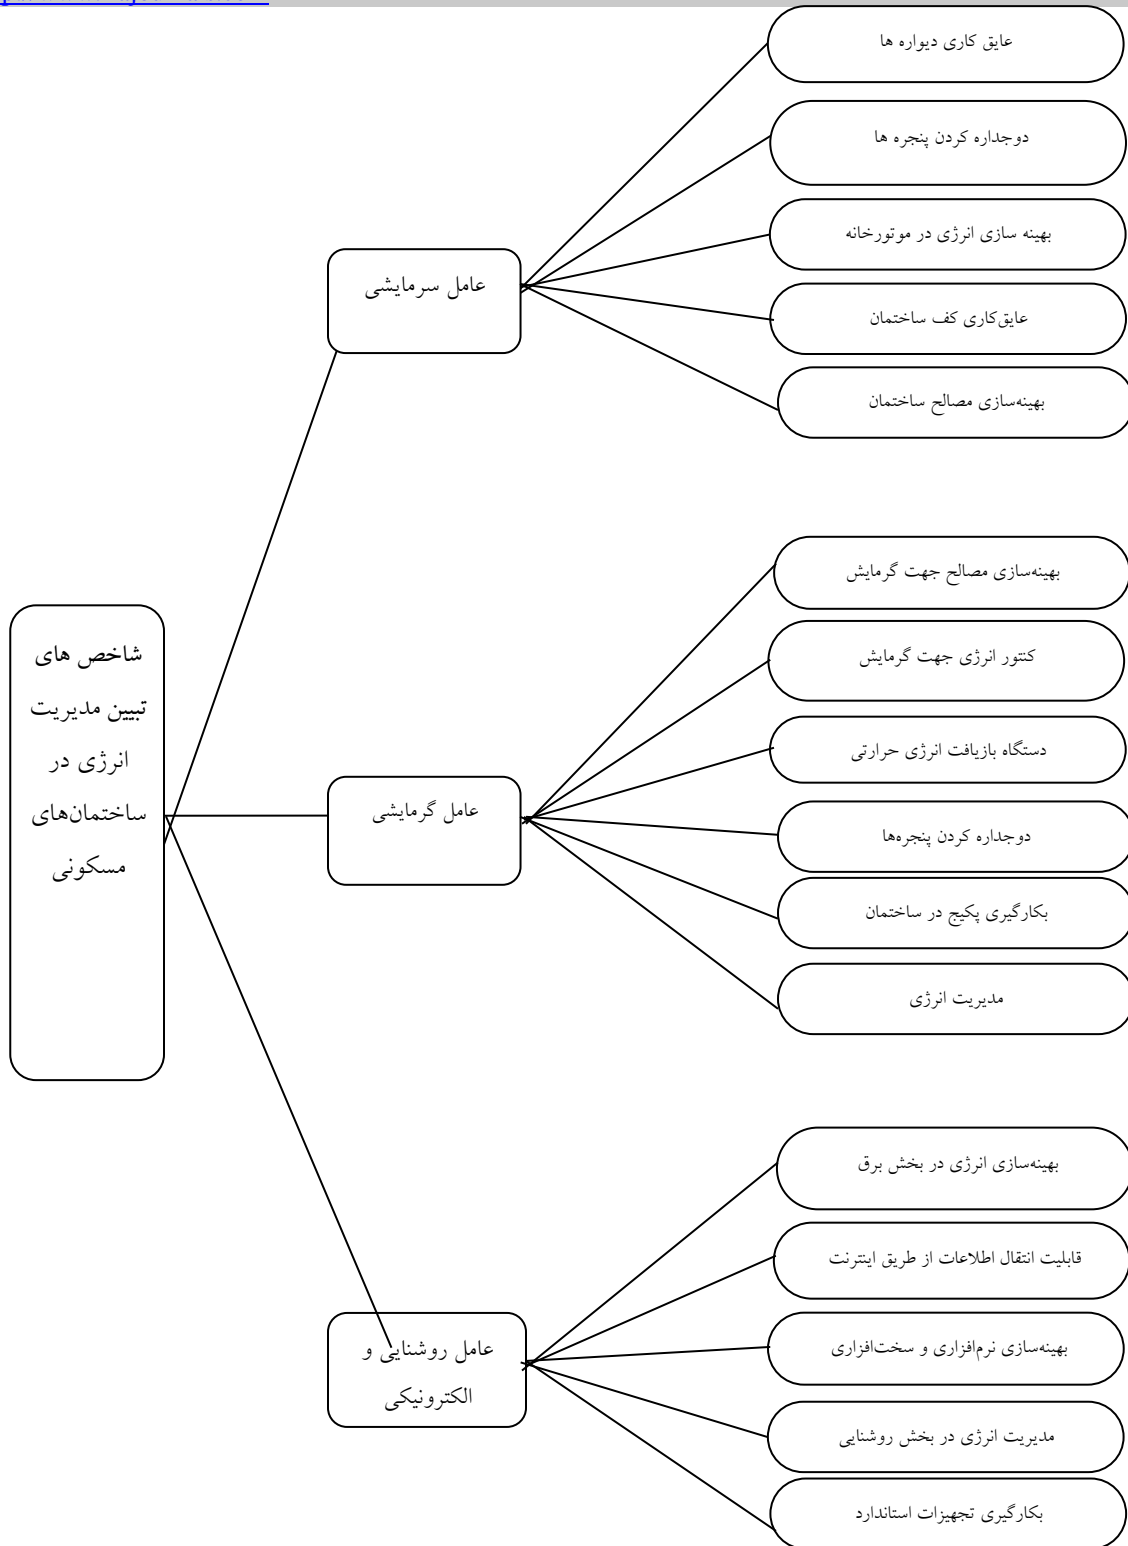 عایق کاری دیواره ها
دوجداره کردن پنجره ها
بهینه سازی انرژی در موتورخانه
عایق‌کاری کف ساختمان
بهینه‌سازی مصالح ساختمان
عامل سرمایشی
بهینه‌سازی مصالح جهت گرمایش
کنتور انرژی جهت گرمایش
دستگاه بازیافت انرژی حرارتی
دوجداره کردن پنجره‌ها
بکارگیری پکیج در ساختمان
مدیریت انرژی
عامل گرمایشی
شاخص های
تبیین مدیریت
انرژی در
ساختمان‌های
مسکونی
بهینه‌سازی انرژی در بخش برق
قابلیت انتقال اطلاعات از طریق اینترنت
بهینه‌سازی نرم‌افزاری و سخت‌افزاری
مدیریت انرژی در بخش روشنایی
بکارگیری تجهیزات استاندارد
عامل روشنایی و
الکترونیکی